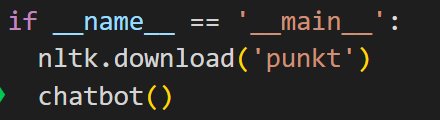 if __name__ == '__main__':
  nltk.download('punkt')
  chatbot()